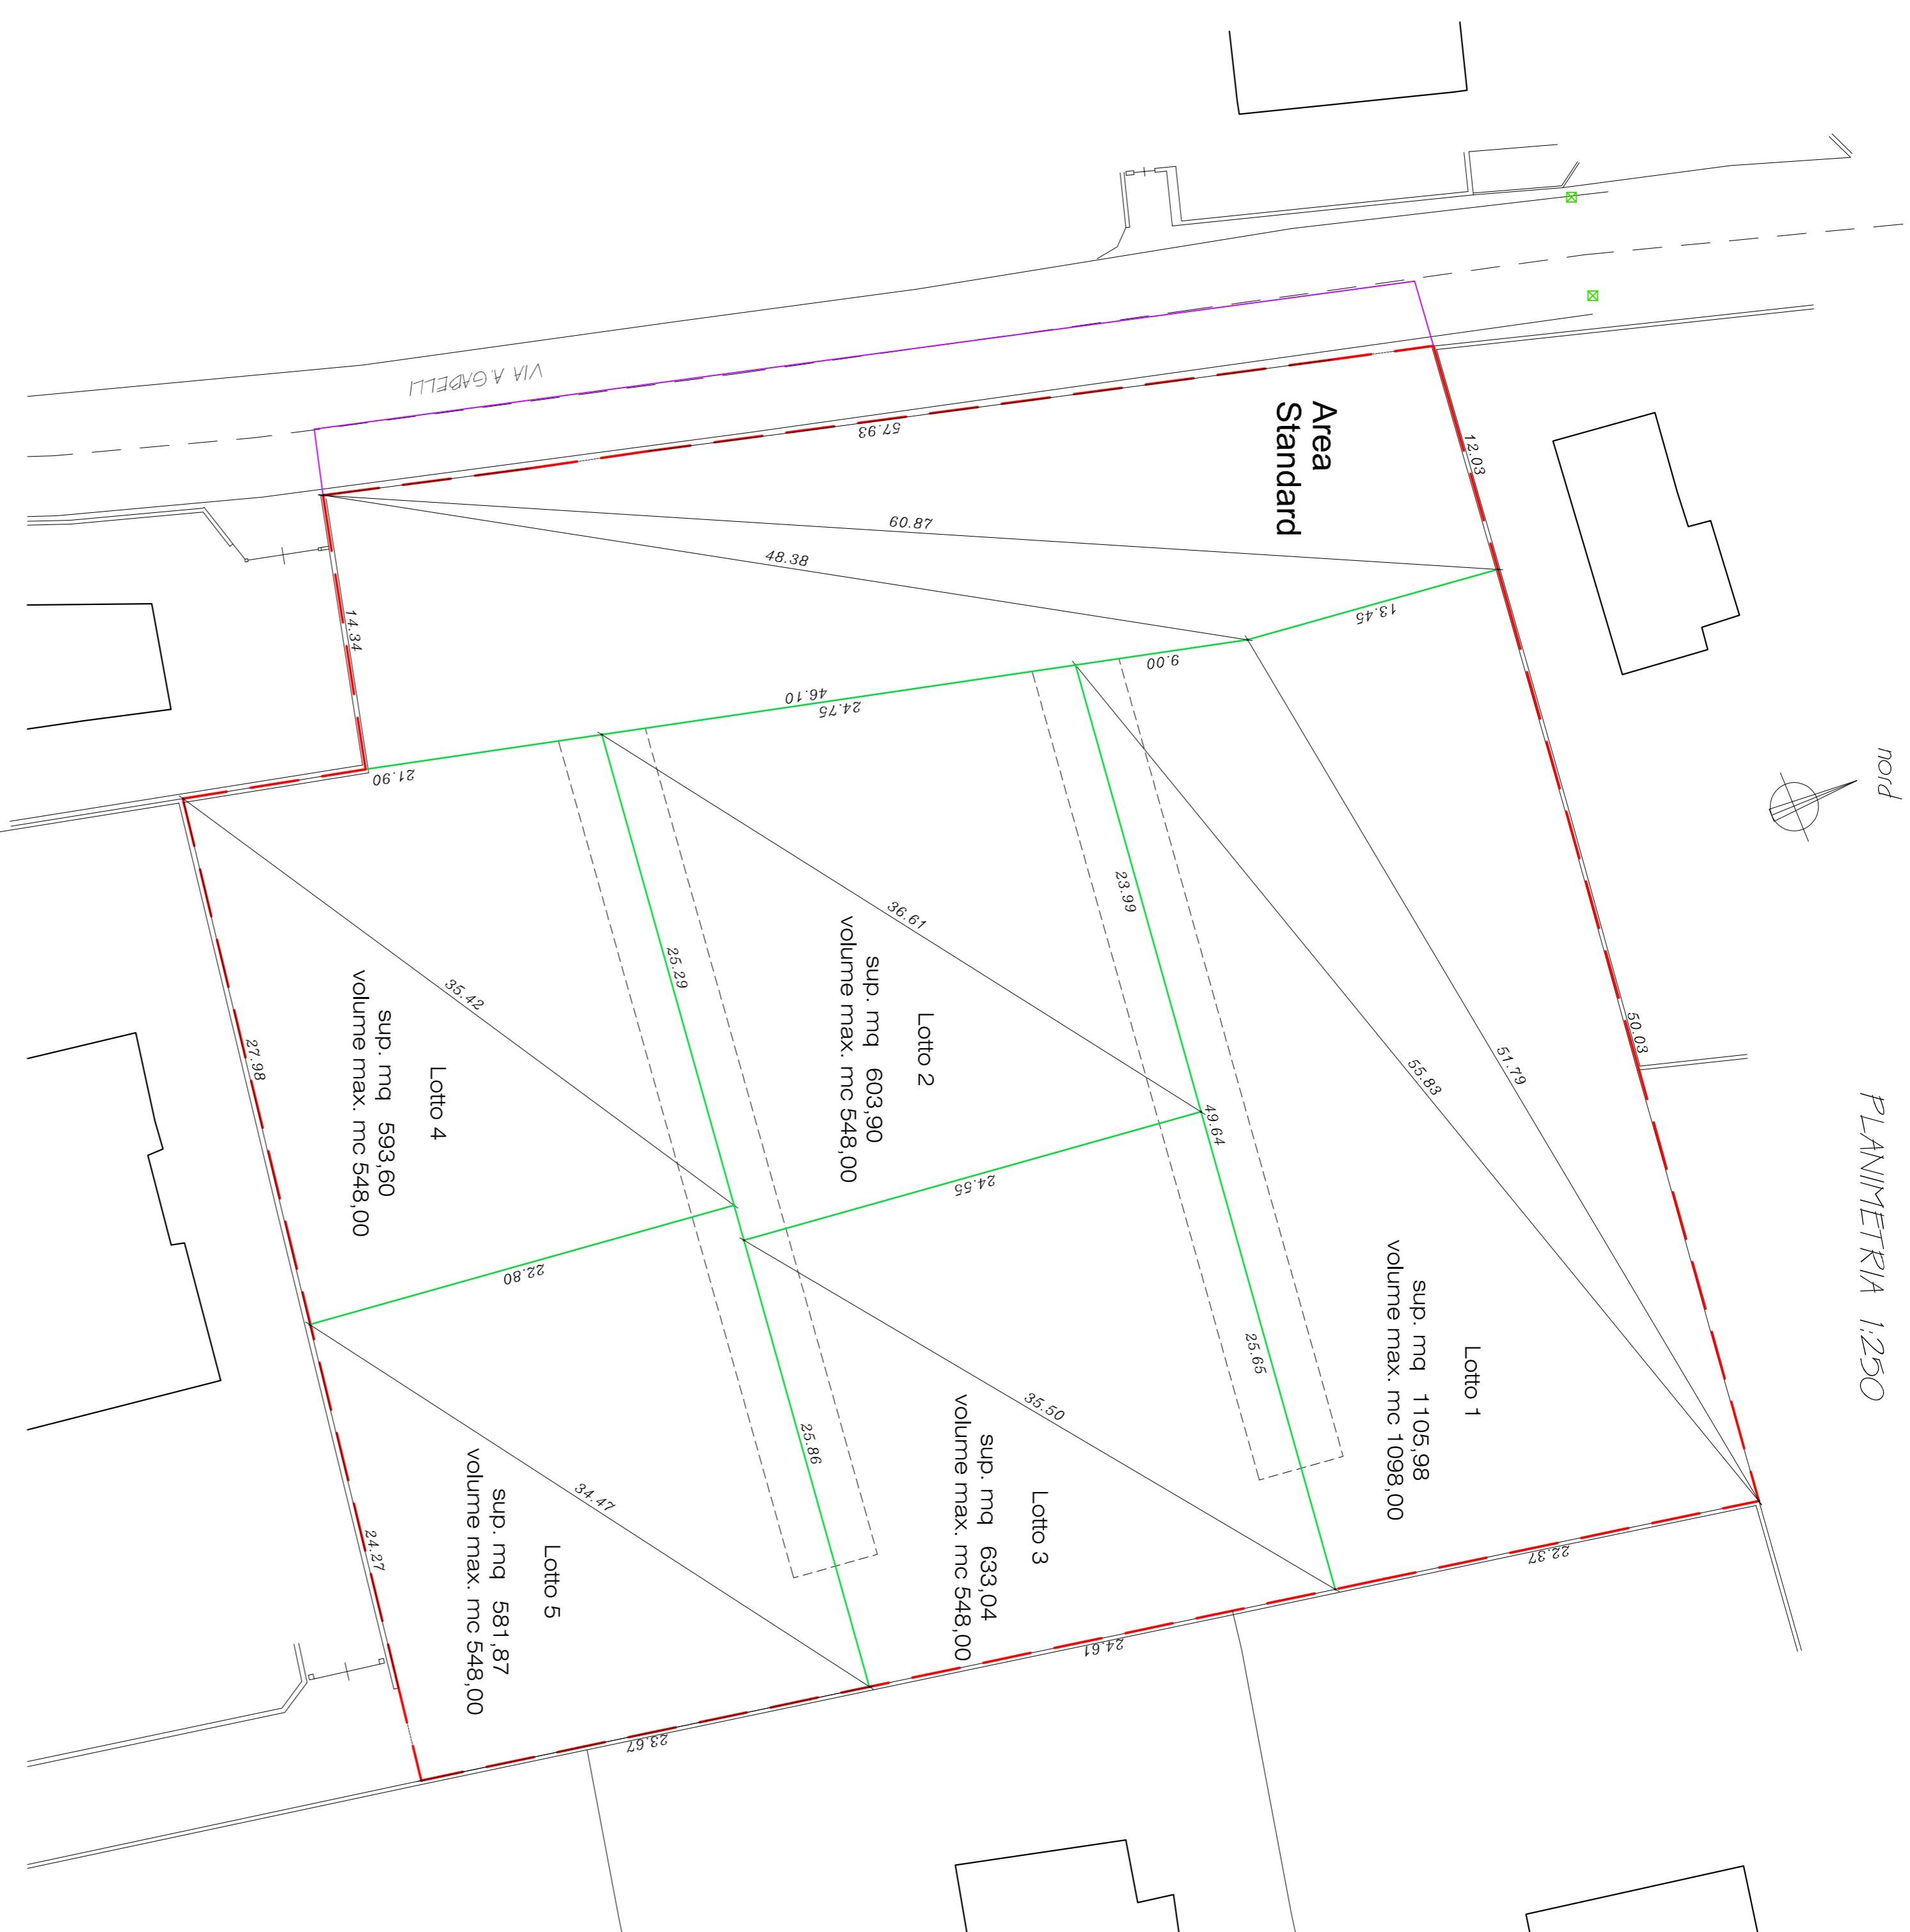 PLANIMETRIA 1:250
nord
VIA A.GABELLI
Area
Standard
57.93
12.03
60.87
48.38
14.34
13.45
9.00
46.10
24.75
21.90
23.99
36.61
25.29
35.42
27.98
50.03
51.79
55.83
49.64
24.55
22.80
25.65
35.50
25.86
34.47
24.27
22.37
24.61
23.67
Lotto 1
sup. mq 1105,98
volume max. mc 1098,00
Lotto 2
sup. mq 603,90
volume max. mc 548,00
Lotto 3
sup. mq 633,04
volume max. mc 548,00
Lotto 4
sup. mq 593,60
volume max. mc 548,00
Lotto 5
sup. mq 581,87
volume max. mc 548,00